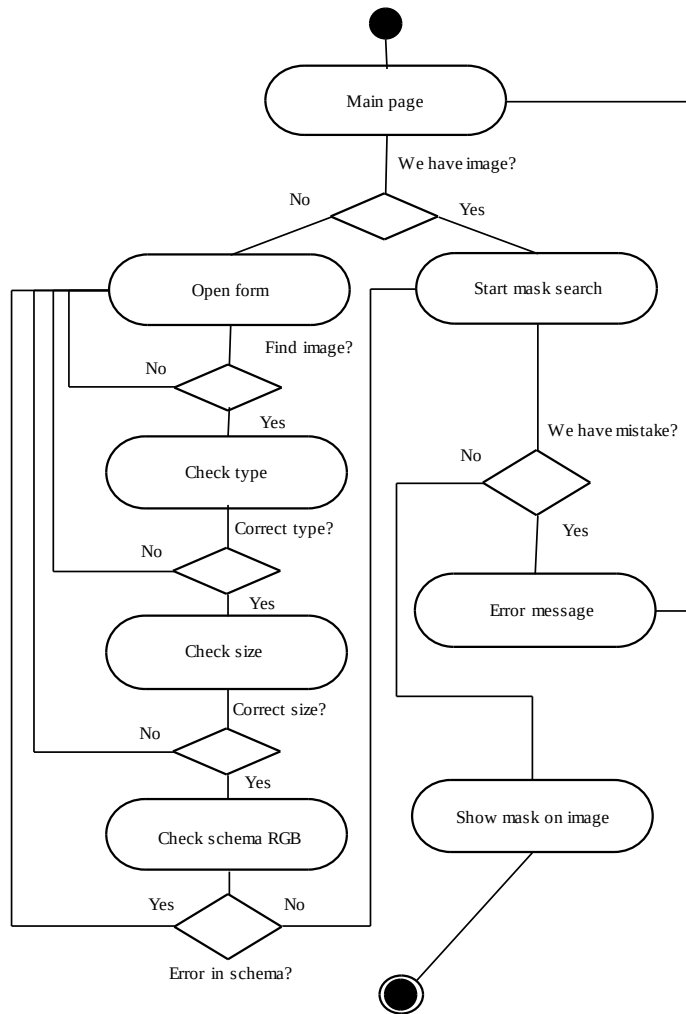 Main page
We have image?
No
Yes
Open form
Start mask search
Find image?
No
Yes
We have mistake?
Check type
No
Correct type?
Yes
No
Yes
Error message
Check size
Correct size?
No
Yes
Show mask on image
Check schema RGB
Yes
No
Error in schema?